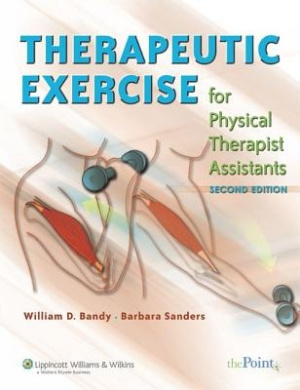 THERAPEUTIC
EXERCISE for
Physical
Therapist
Assistants
SECOND EDITION
William D. Bandy · Barbara Sanders
Lippincott Williams & Wilkins
a Wolters Kluwer business
thePoint